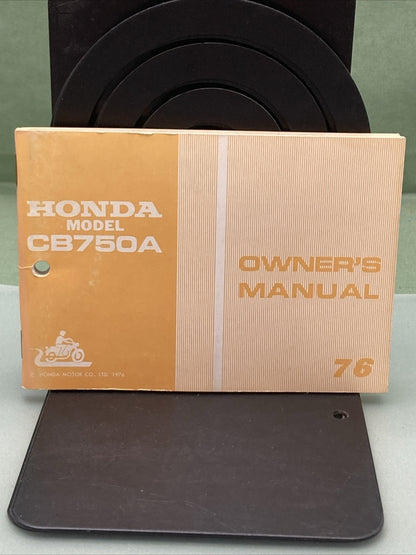 HONDA
MODEL
CB750A
© HONDA MOTOR CO., LTD. 1976
OWNER'S
MANUAL
76